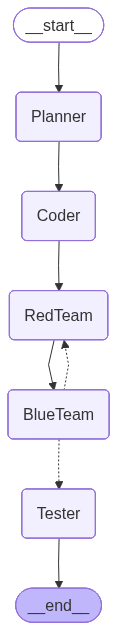 __start__
Planner
Coder
RedTeam
BlueTeam
Tester
__end__